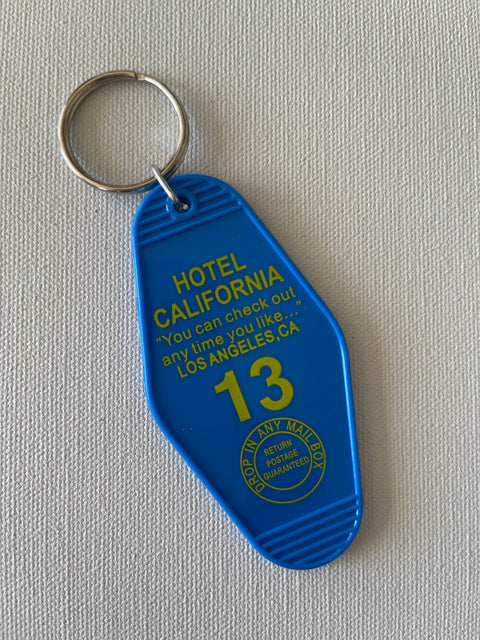 HOTEL
CALIFORNIA
“You can check out
any time you like...”
LOS ANGELES, CA
13
DROP IN ANY MAIL BOX
RETURN
POSTAGE
GUARANTEED